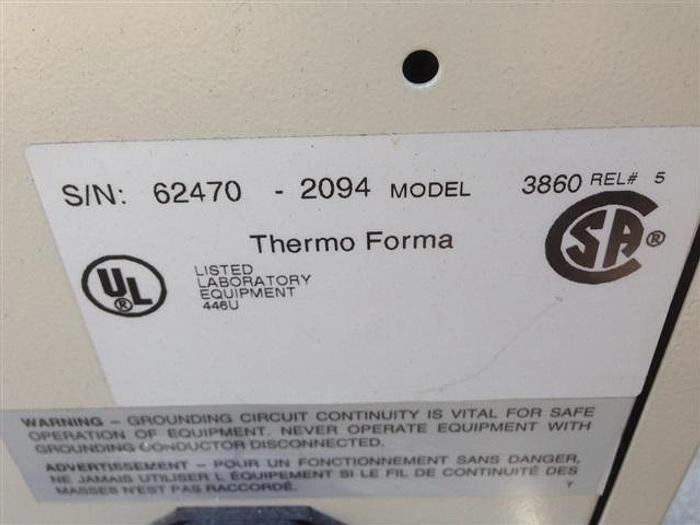 S/N: 62470 - 2094 MODEL 3860 REL# 5
Thermo Forma
SA®
UL®
LISTED
LABORATORY
EQUIPMENT
446U
WARNING – GROUNDING CIRCUIT CONTINUITY IS VITAL FOR SAFE
OPERATION OF EQUIPMENT. NEVER OPERATE EQUIPMENT WITH
GROUNDING CONDUCTOR DISCONNECTED.
ADVERTISSEMENT – POUR UN FONCTIONNEMENT SANS DANGER,
NE JAMAIS UTILISER L ÉQUIPEMENT SI LE FIL DE CONTINUITÉ DES
MASSES N'EST PAS RACCORDÉ. T